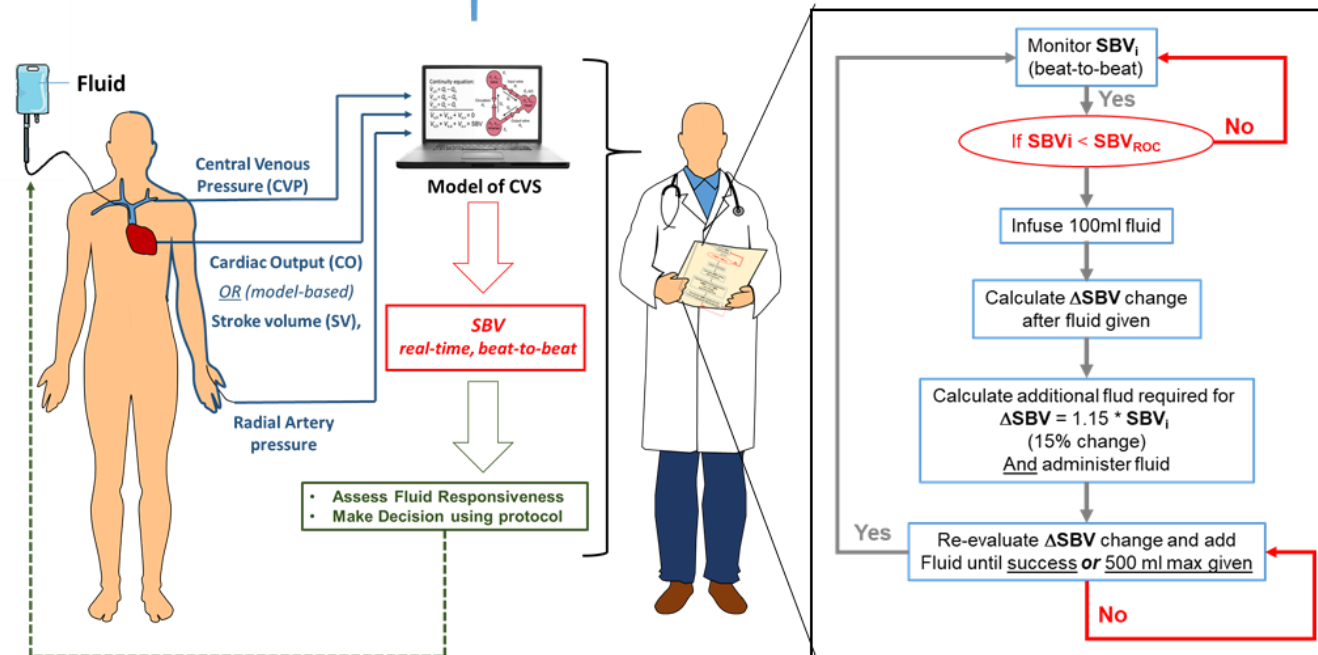 Fluid
Central Venous
Pressure (CVP)
Cardiac Output (CO)
OR (model-based)
Stroke volume (SV),
Radial Artery
pressure
Continuity equation:
Model of CVS
SBV
real-time, beat-to-beat
• Assess Fluid Responsiveness
• Make Decision using protocol
Monitor SBVi
(beat-to-beat)
Yes
No
If SBVi < SBVROC
Infuse 100ml fluid
Calculate ΔSBV change
after fluid given
Calculate additional flud required for
ΔSBV = 1.15 * SBVi
(15% change)
And administer fluid
Yes
Re-evaluate ΔSBV change and add
Fluid until success or 500 ml max given
No